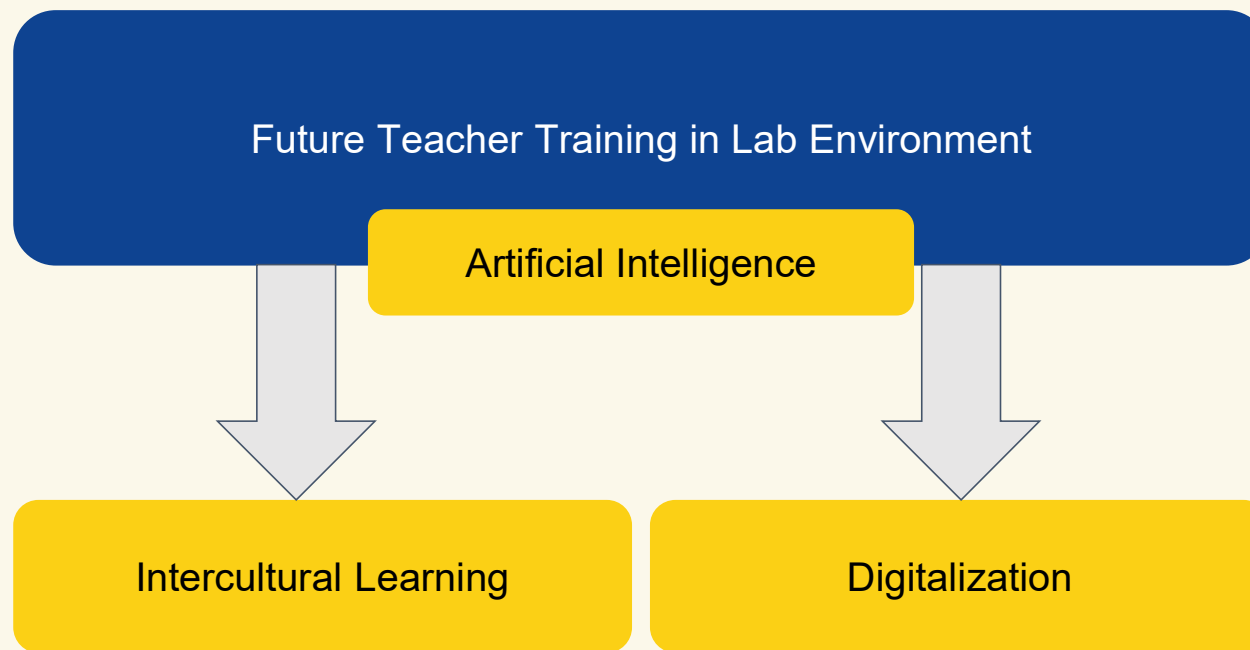 Future Teacher Training in Lab Environment
Artificial Intelligence
Intercultural Learning
Digitalization